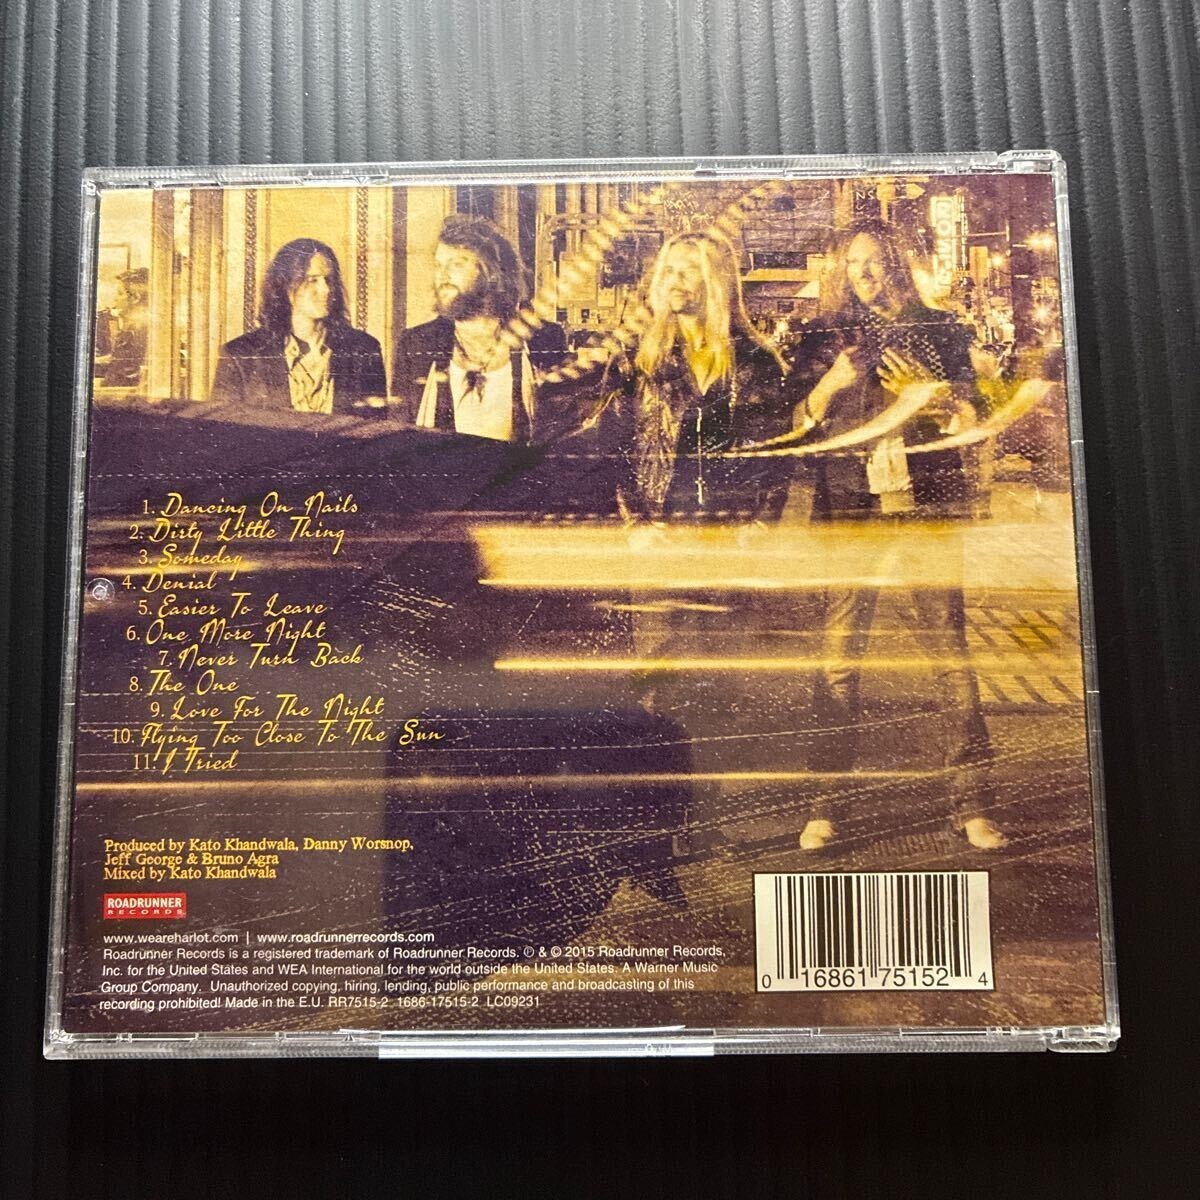 1. Dancing On Nails
2. Dirty Little Thing
3. Someday
4. Denial
5. Easier To Leave
6. One More Night
7. Never Turn Back
8. The One
9. Love For The Night
10. Flying Too Close To The Sun
11. I Tried
Produced by Kato Khandwala, Danny Worsnop,
Jeff George & Bruno Agra
Mixed by Kato Khandwala
ROADRUNNER
RECORDS
www.weareharlot.com | www.roadrunnerrecords.com
Roadrunner Records is a registered trademark of Roadrunner Records. ℗ & © 2015 Roadrunner Records,
Inc. for the United States and WEA International for the world outside the United States. A Warner Music
Group Company. Unauthorized copying, hiring, lending, public performance and broadcasting of this
recording prohibited! Made in the E.U. RR7515-2 1686-17515-2 LC09231
0 16861 75152 4